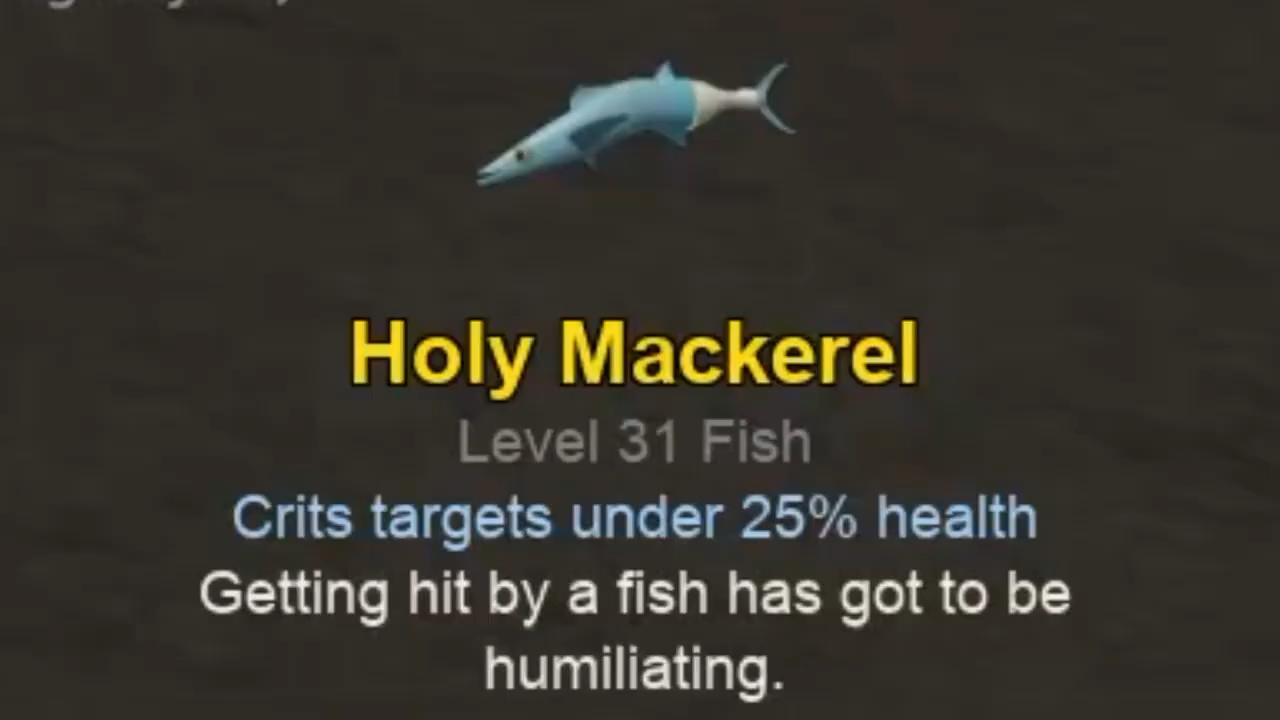 Holy Mackerel
Level 31 Fish
Crits targets under 25% health
Getting hit by a fish has got to be
humiliating.